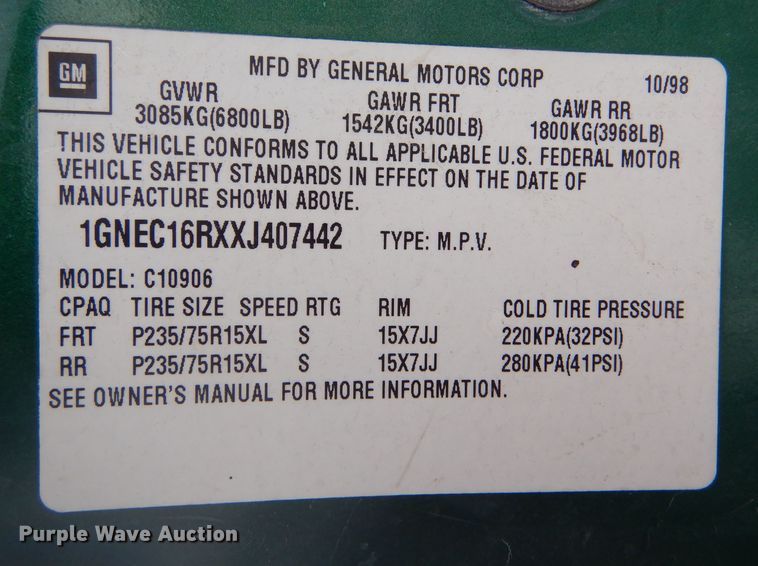 GM
MFD BY GENERAL MOTORS CORP 10/98
GVWR GAWR FRT GAWR RR
3085KG(6800LB) 1542KG(3400LB) 1800KG(3968LB)
THIS VEHICLE CONFORMS TO ALL APPLICABLE U.S. FEDERAL MOTOR
VEHICLE SAFETY STANDARDS IN EFFECT ON THE DATE OF
MANUFACTURE SHOWN ABOVE.
1GNEC16RXXJ407442 TYPE: M.P.V.
MODEL: C10906
CPAQ TIRE SIZE SPEED RTG RIM COLD TIRE PRESSURE
FRT P235/75R15XL S 15X7JJ 220KPA(32PSI)
RR P235/75R15XL S 15X7JJ 280KPA(41PSI)
SEE OWNER'S MANUAL FOR MORE INFORMATION.
Purple Wave Auction